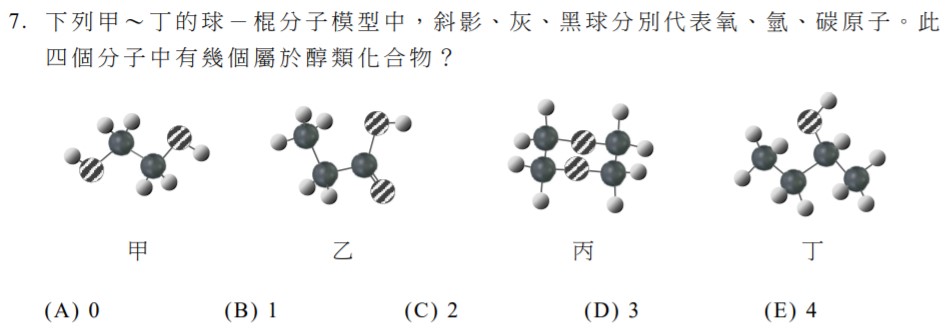 7. 下列甲～丁的球－棍分子模型中，斜影、灰、黑球分別代表氧、氫、碳原子。此
四個分子中有幾個屬於醇類化合物？
甲 乙 丙 丁
(A) 0 (B) 1 (C) 2 (D) 3 (E) 4